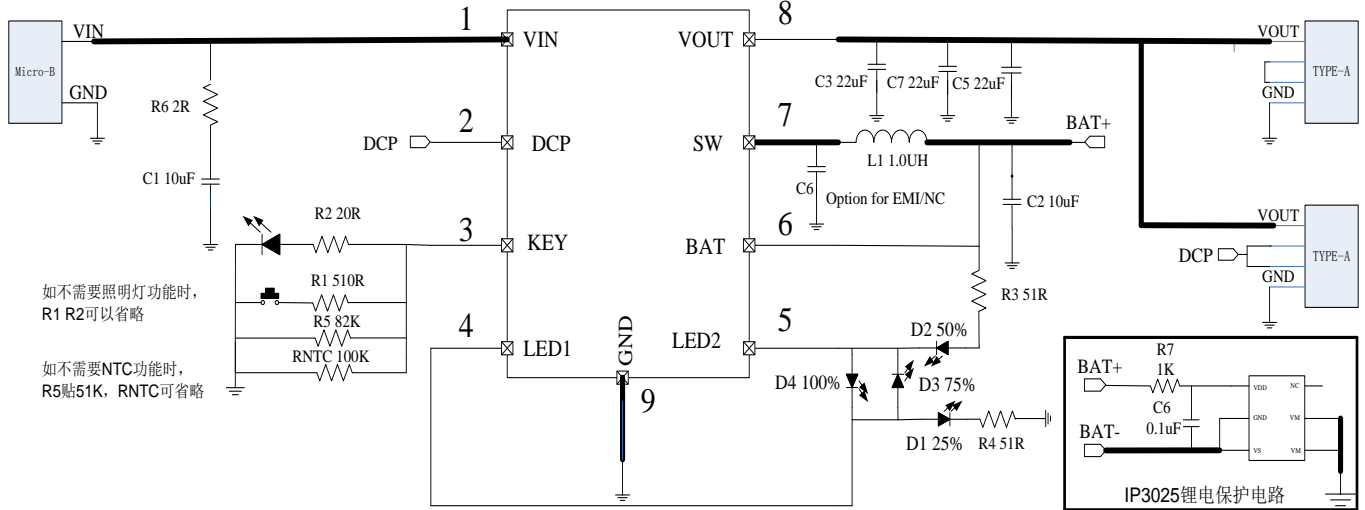 Micro-B
VIN
GND
1
VIN
R6 2R
C1 10uF
DCP
2
DCP
R2 20R
3
KEY
R1 510R
R5 82K
RNTC 100K
如不需要照明灯功能时，
R1 R2可以省略
如不需要NTC功能时，
R5贴51K，RNTC可省略
4
LED1
GND
9
8
VOUT
C3 22uF
C7 22uF
C5 22uF
7
SW
L1 1.0UH
BAT+
C6
Option for EMI/NC
C2 10uF
6
BAT
R3 51R
5
LED2
D2 50%
D4 100%
D3 75%
D1 25%
R4 51R
VOUT
GND
TYPE-A
VOUT
DCP
GND
TYPE-A
BAT+
R7
1K
C6
0.1uF
BAT-
VDD
NC
GND
VM
VS
VM
IP3025锂电保护电路